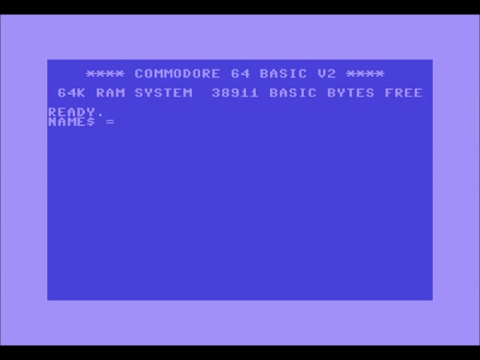 **** COMMODORE 64 BASIC V2 ****
64K RAM SYSTEM  38911 BASIC BYTES FREE
READY.
NAME$ =